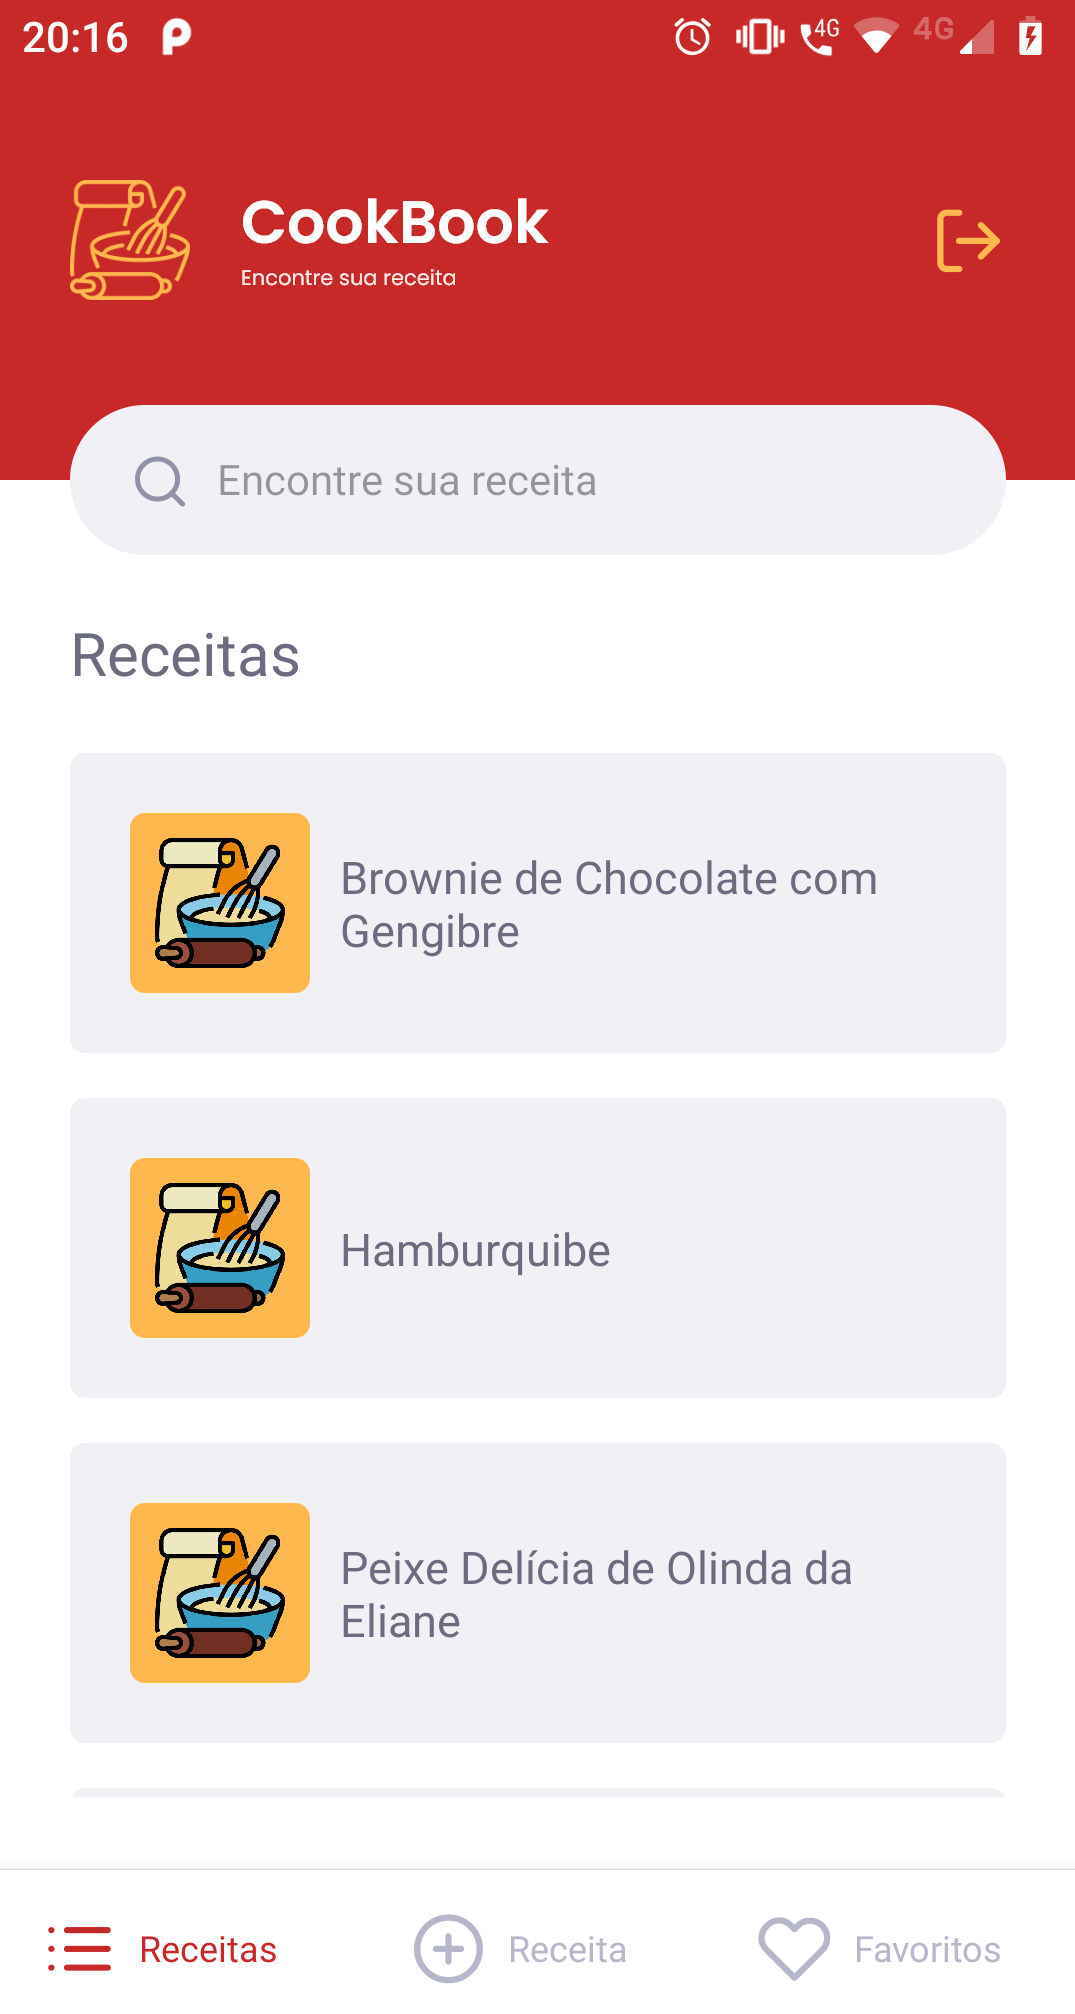 20:16
4G
4G
CookBook
Encontre sua receita
Encontre sua receita
Receitas
Brownie de Chocolate com
Gengibre
Hamburquibe
Peixe Delícia de Olinda da
Eliane
Receitas
Receita
Favoritos